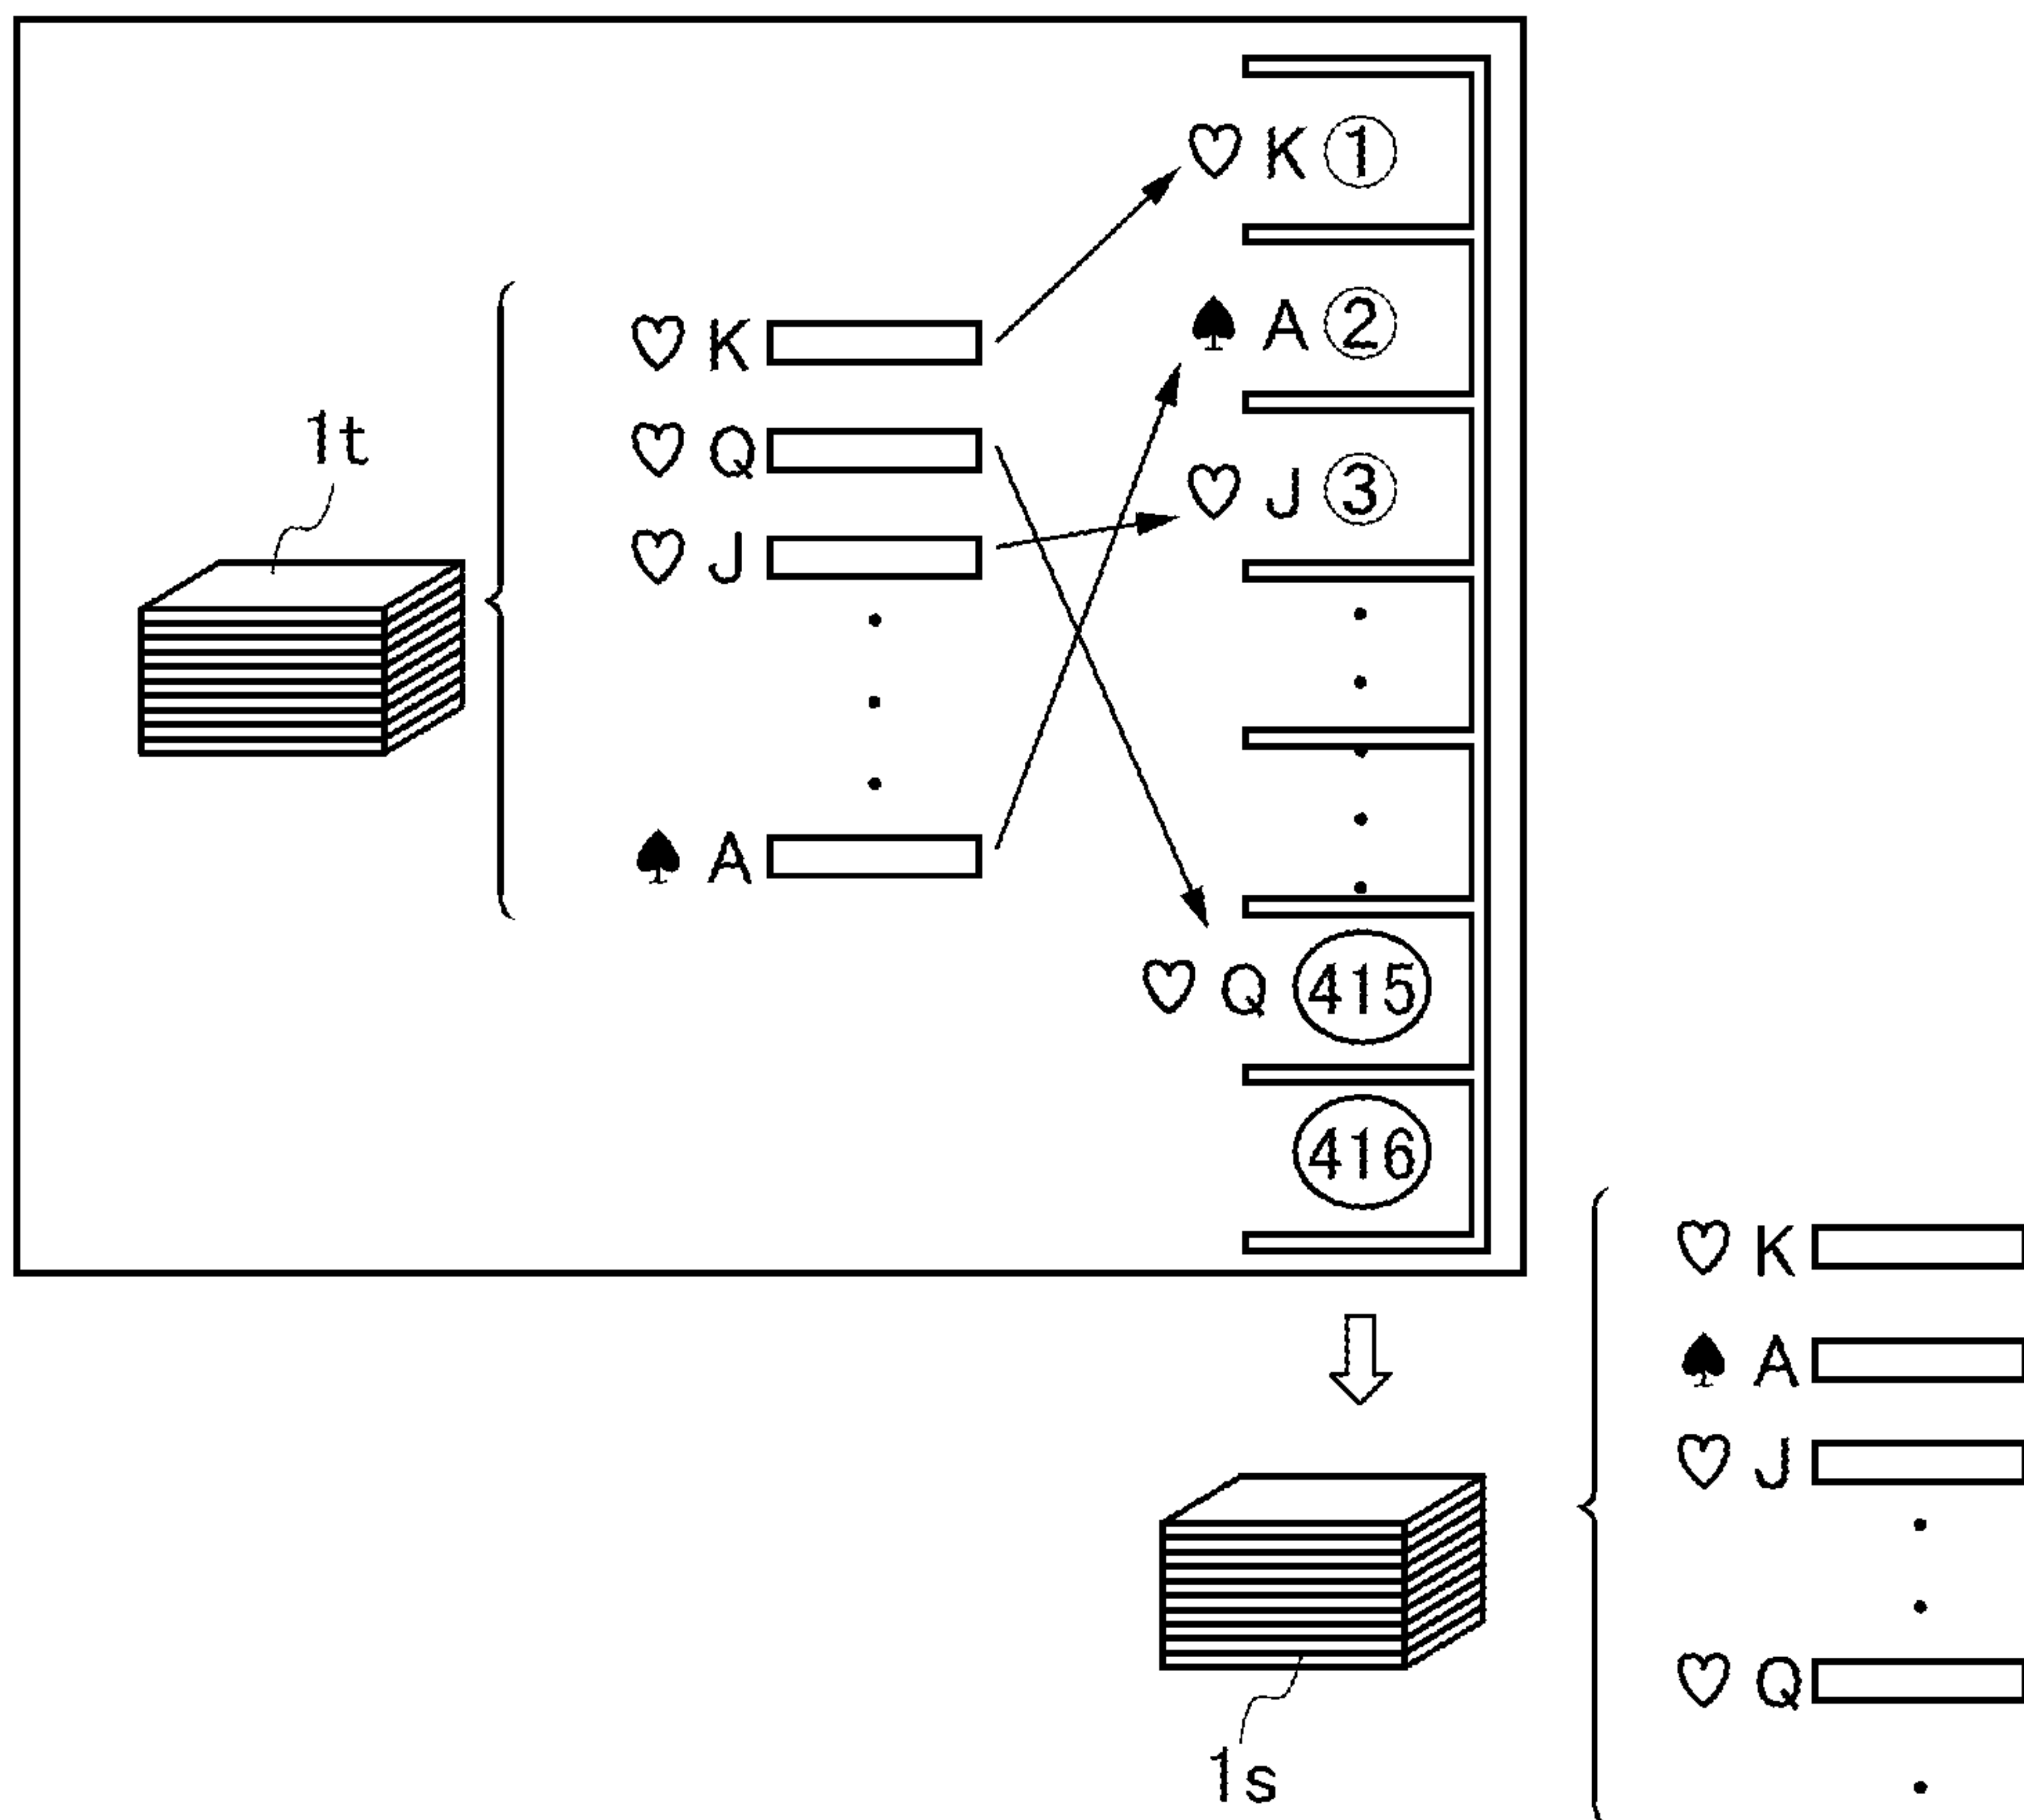 ♡ K ①
♠ A ②
♡ J ③
♡ Q 415
416
1t
♡ K
♡ Q
♡ J
♠ A
♡ K
♠ A
♡ J
♡ Q
1s